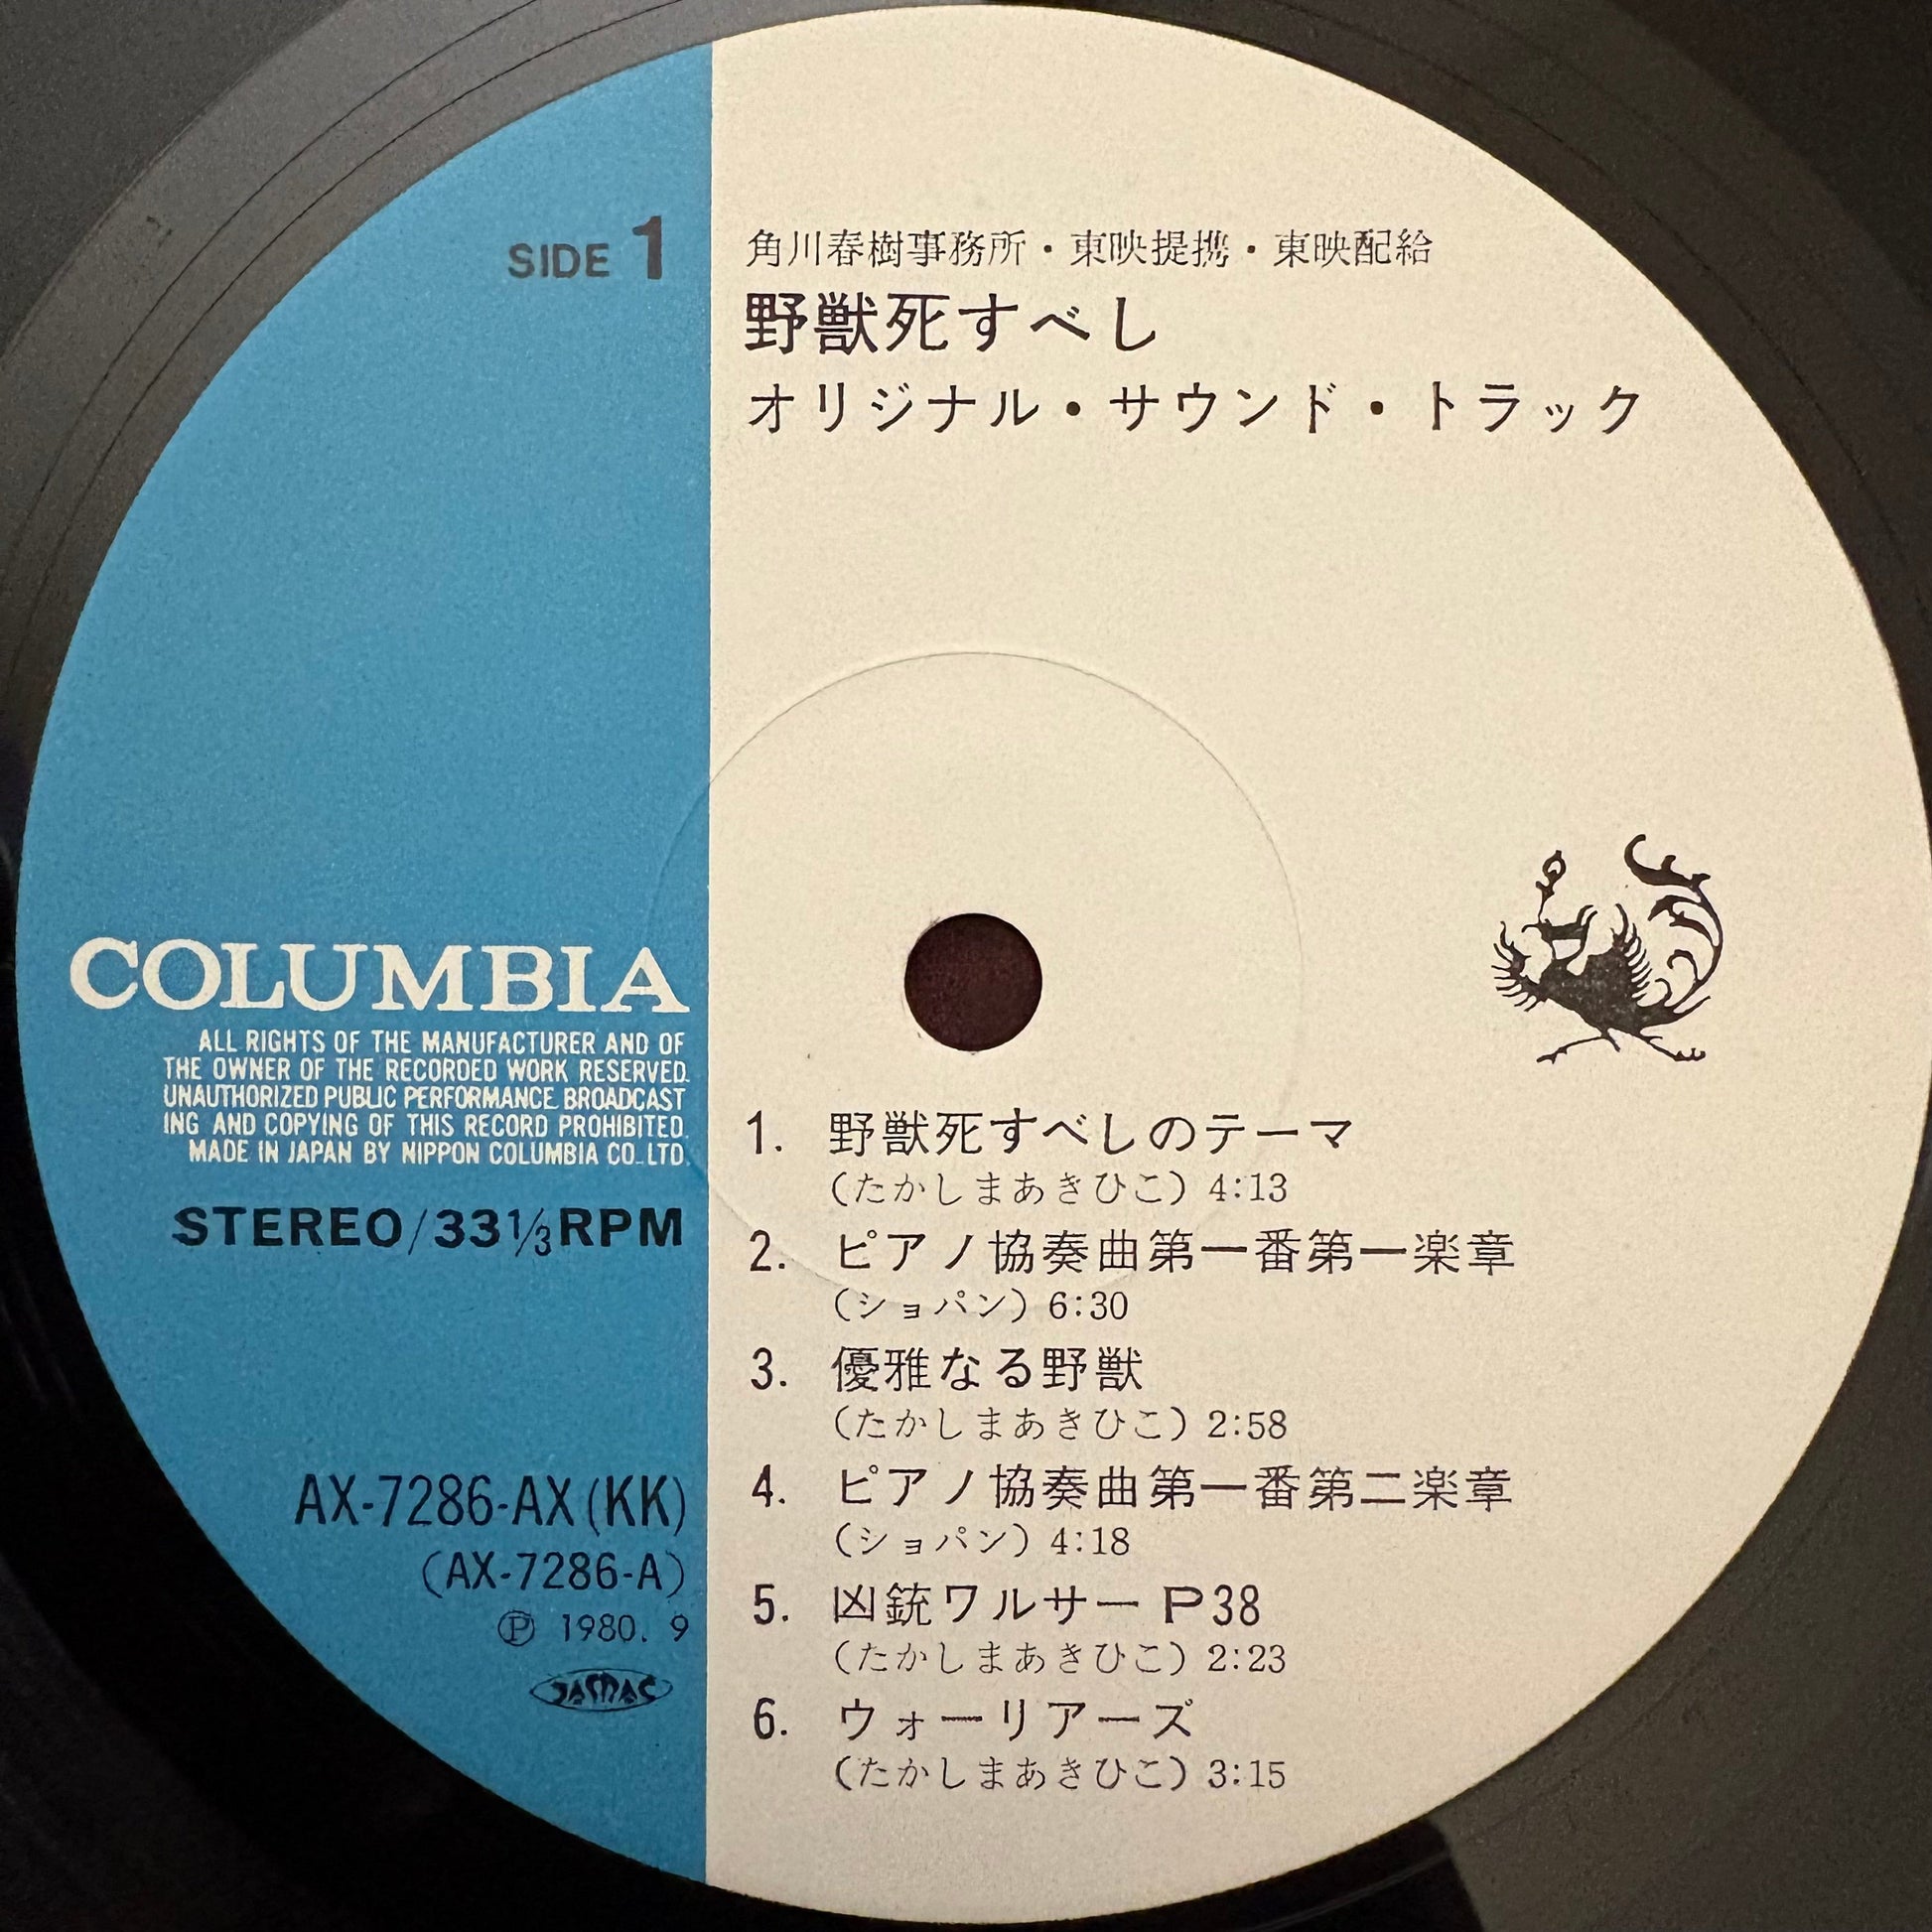 SIDE 1
角川春樹事務所・東映提携・東映配給
野獣死すべし
オリジナル・サウンド・トラック
COLUMBIA
ALL RIGHTS OF THE MANUFACTURER AND OF
THE OWNER OF THE RECORDED WORK RESERVED.
UNAUTHORIZED PUBLIC PERFORMANCE. BROADCAST
ING AND COPYING OF THIS RECORD PROHIBITED.
MADE IN JAPAN BY NIPPON COLUMBIA CO. LTD.
STEREO/33 1/3 RPM
AX-7286-AX (KK)
(AX-7286-A)
Ⓟ 1980. 9
JASRAC
1. 野獣死すべしのテーマ
(たかしまあきひこ) 4:13
2. ピアノ協奏曲第一番第一楽章
(ショパン) 6:30
3. 優雅なる野獣
(たかしまあきひこ) 2:58
4. ピアノ協奏曲第一番第二楽章
(ショパン) 4:18
5. 凶銃ワルサーP38
(たかしまあきひこ) 2:23
6. ウォーリアーズ
(たかしまあきひこ) 3:15